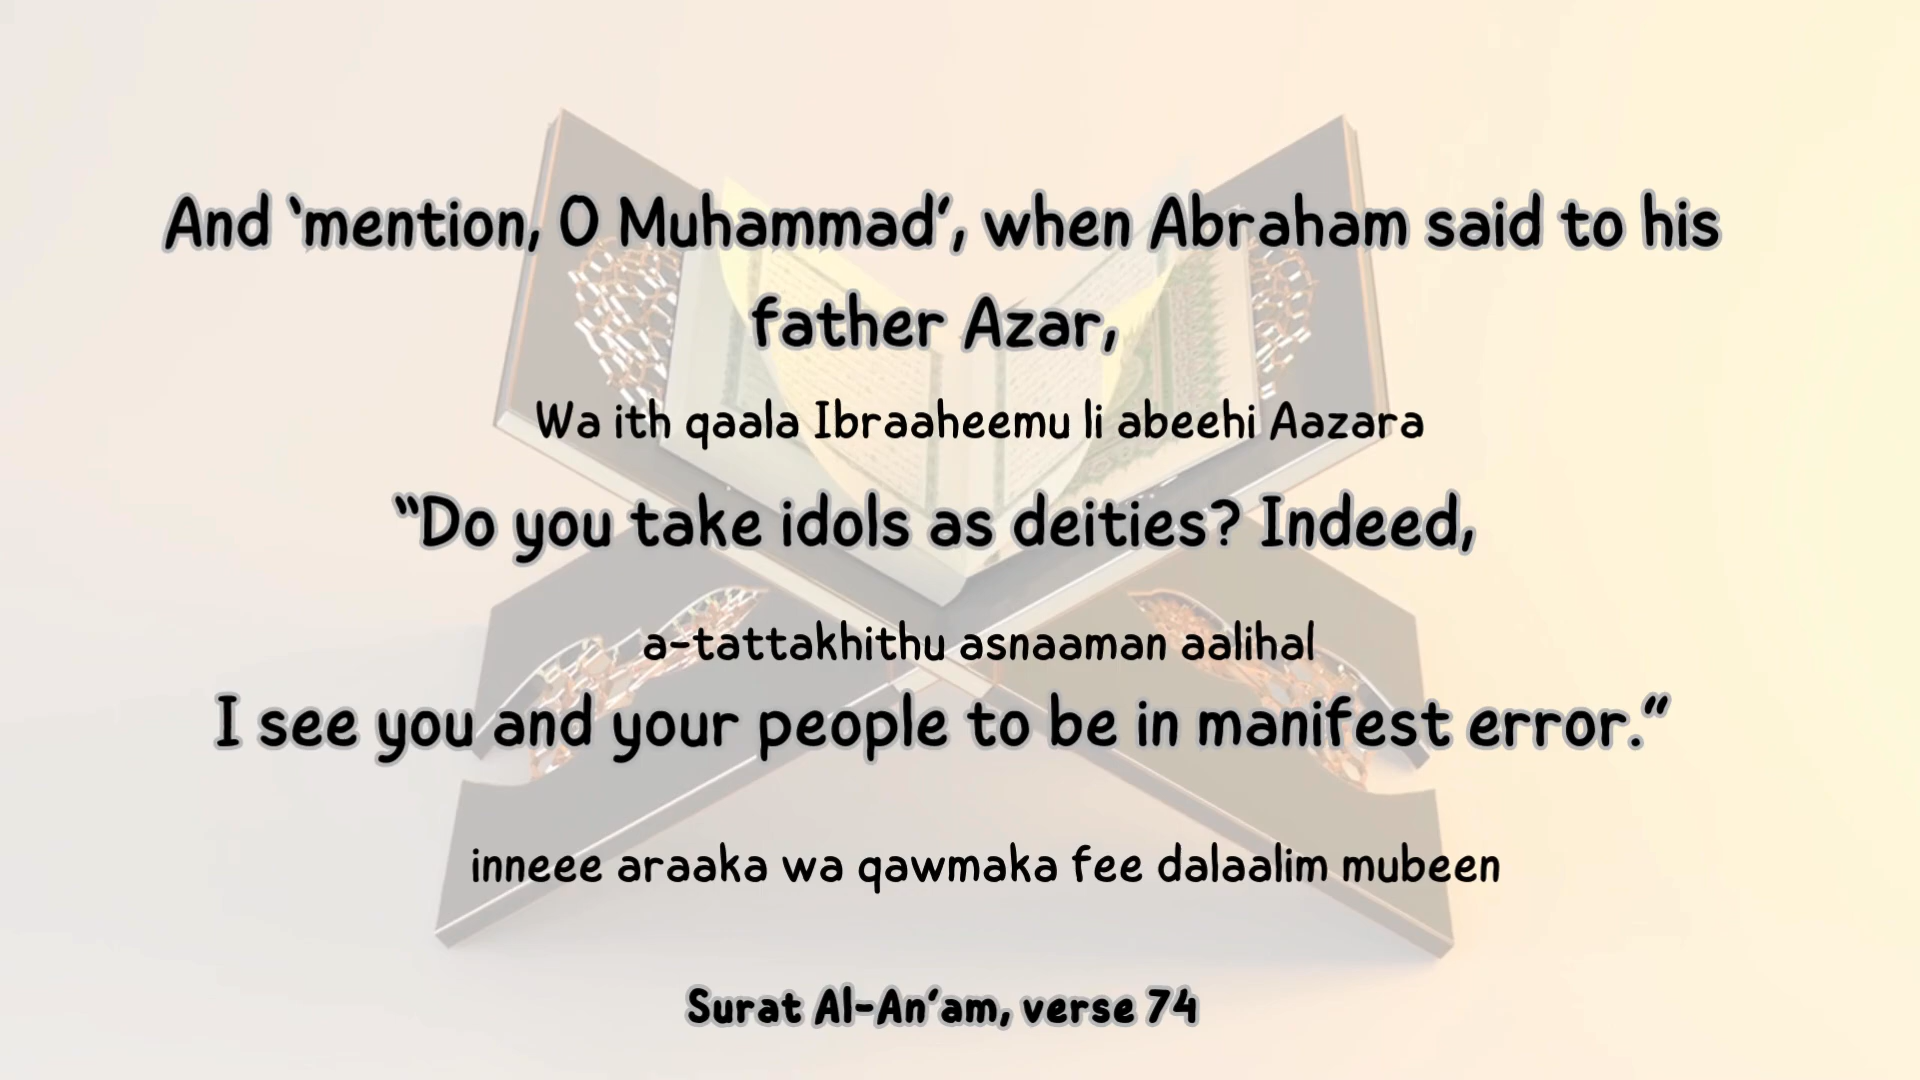 And ‘mention, O Muhammad’, when Abraham said to his
father Azar,
Wa ith qaala Ibraaheemu li abeehi Aazara
“Do you take idols as deities? Indeed,
a-tattakhithu asnaaman aalihal
I see you and your people to be in manifest error.”
inneee araaka wa qawmaka fee dalaalim mubeen
Surat Al-An’am, verse 74